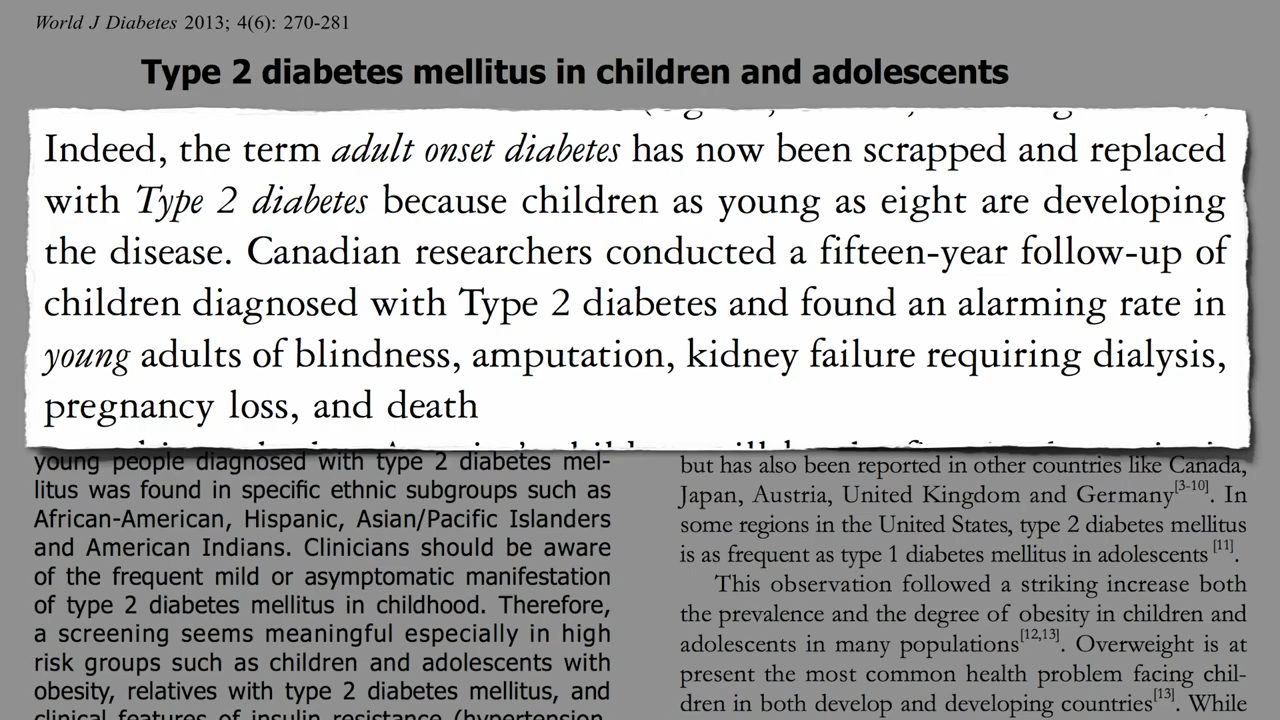 World J Diabetes 2013; 4(6): 270-281
Type 2 diabetes mellitus in children and adolescents
Indeed, the term adult onset diabetes has now been scrapped and replaced
with Type 2 diabetes because children as young as eight are developing
the disease. Canadian researchers conducted a fifteen-year follow-up of
children diagnosed with Type 2 diabetes and found an alarming rate in
young adults of blindness, amputation, kidney failure requiring dialysis,
pregnancy loss, and death
young people diagnosed with type 2 diabetes mel-
litus was found in specific ethnic subgroups such as
African-American, Hispanic, Asian/Pacific Islanders
and American Indians. Clinicians should be aware
of the frequent mild or asymptomatic manifestation
of type 2 diabetes mellitus in childhood. Therefore,
a screening seems meaningful especially in high
risk groups such as children and adolescents with
obesity, relatives with type 2 diabetes mellitus, and
clinical features of insulin resistance (hypertension,
but has also been reported in other countries like Canada,
Japan, Austria, United Kingdom and Germany[3-10]. In
some regions in the United States, type 2 diabetes mellitus
is as frequent as type 1 diabetes mellitus in adolescents [11].
This observation followed a striking increase both
the prevalence and the degree of obesity in children and
adolescents in many populations[12,13]. Overweight is at
present the most common health problem facing chil-
dren in both develop and developing countries[13]. While